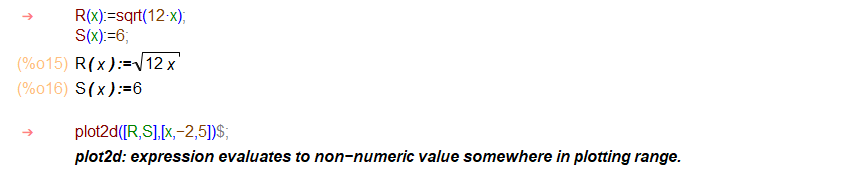 → R(x):=sqrt(12·x);
S(x):=6;
(%o15) R(x):=√12 x
(%o16) S(x):=6
→ plot2d([R,S],[x,−2,5])$;
plot2d: expression evaluates to non−numeric value somewhere in plotting range.